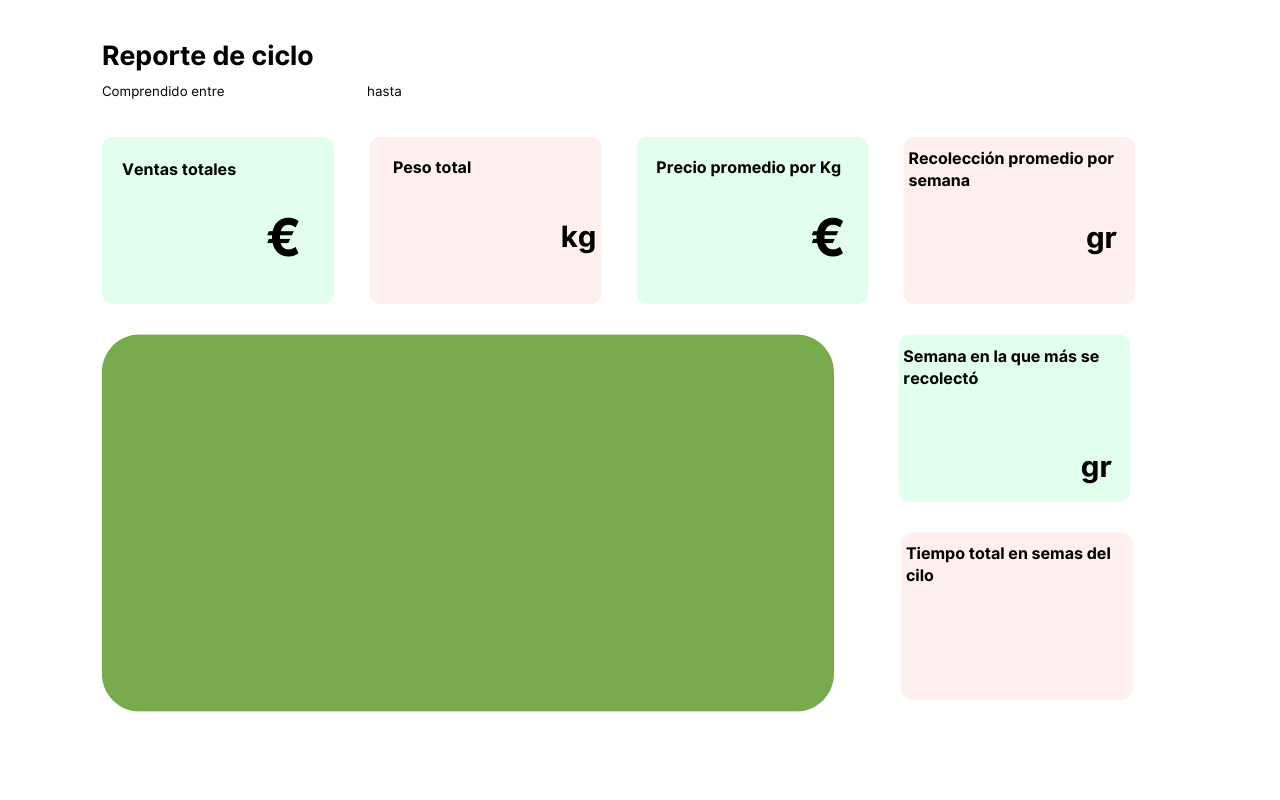 Reporte de ciclo
Comprendido entre hasta
Ventas totales
€
Peso total
kg
Precio promedio por Kg
€
Recolección promedio por
semana
gr
Semana en la que más se
recolectó
gr
Tiempo total en semas del
cilo